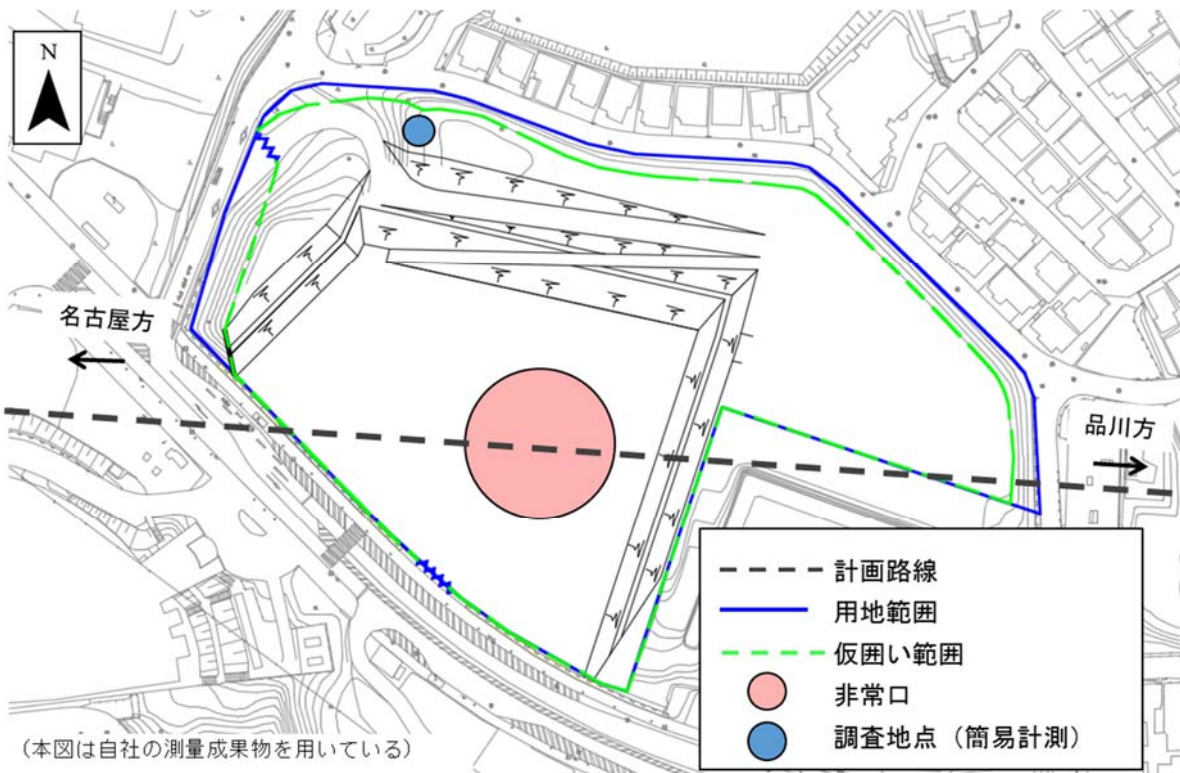 N
名古屋方
品川方
計画路線
用地範囲
仮囲い範囲
非常口
調査地点（簡易計測）
（本図は自社の測量成果物を用いている）